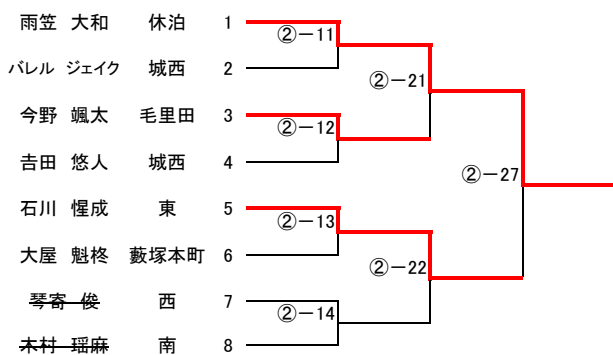 雨笠 大和 休泊 1
②－11
バレル ジェイク 城西 2
②－21
今野 颯太 毛里田 3
②－12
吉田 悠人 城西 4
②－27
石川 惺成 東 5
②－13
大屋 魁柊 藪塚本町 6
②－22
琴寄 俊 西 7
②－14
木村 瑶麻 南 8